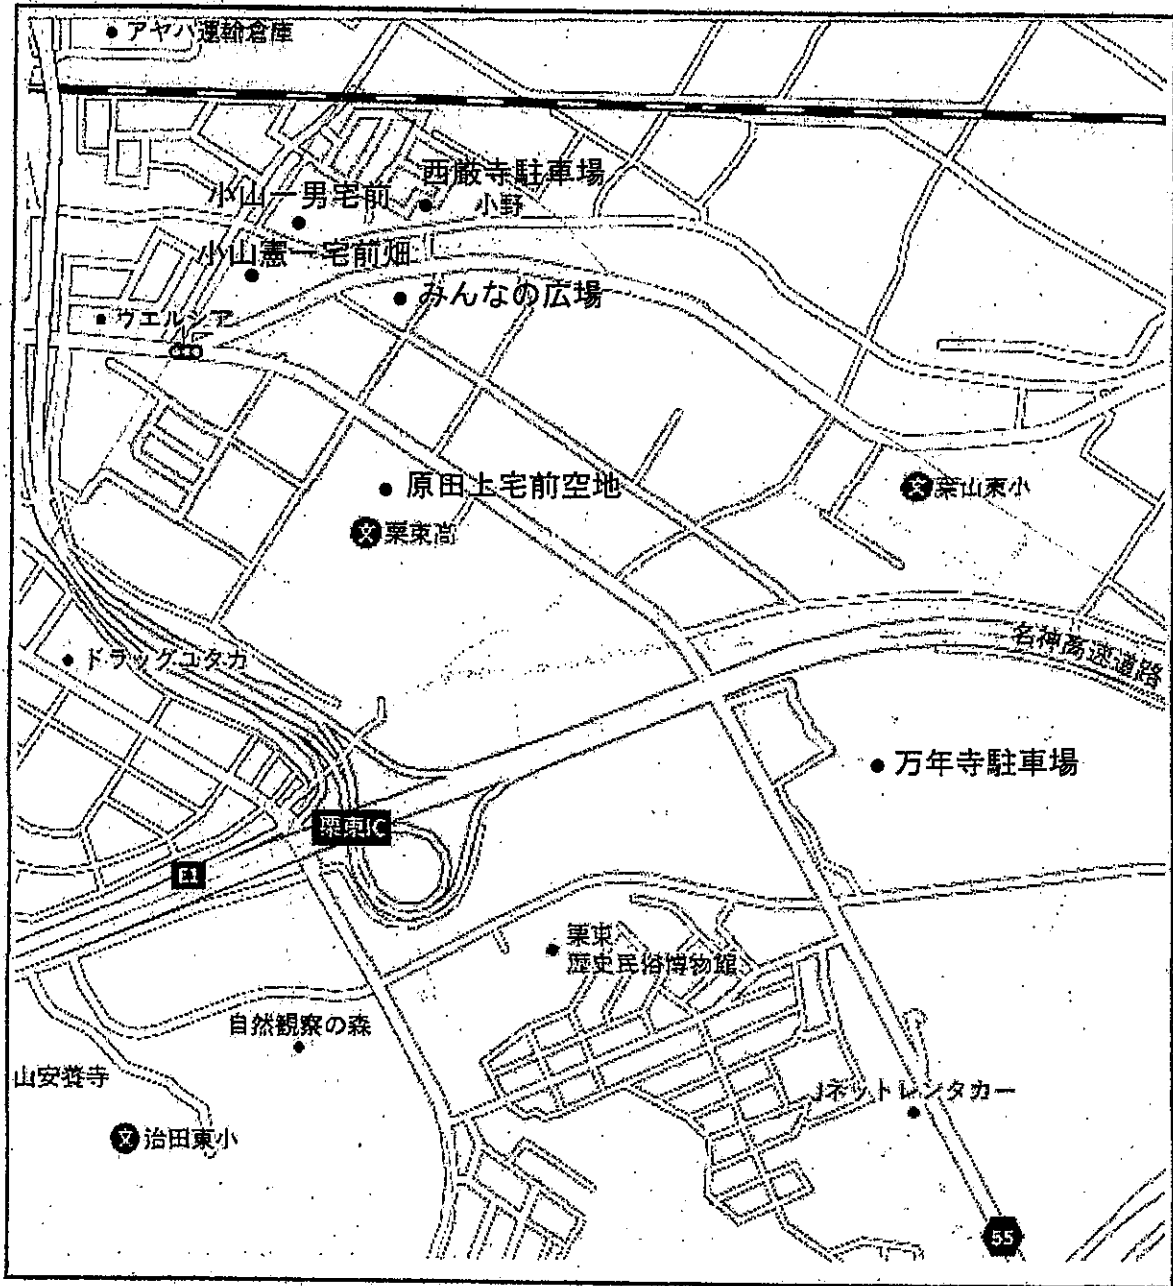 アヤハ運輸倉庫
西厳寺駐車場
小山一男宅前
小野
小山憲一宅前畑
みんなの広場
ウエルシア
原田上宅前空地
文 葉山東小
文 栗東高
名神高速道路
ドラッグユタカ
万年寺駐車場
栗東IC
E1
栗東
歴史民俗博物館
自然観察の森
山安養寺
Jネットレンタカー
文 治田東小
55